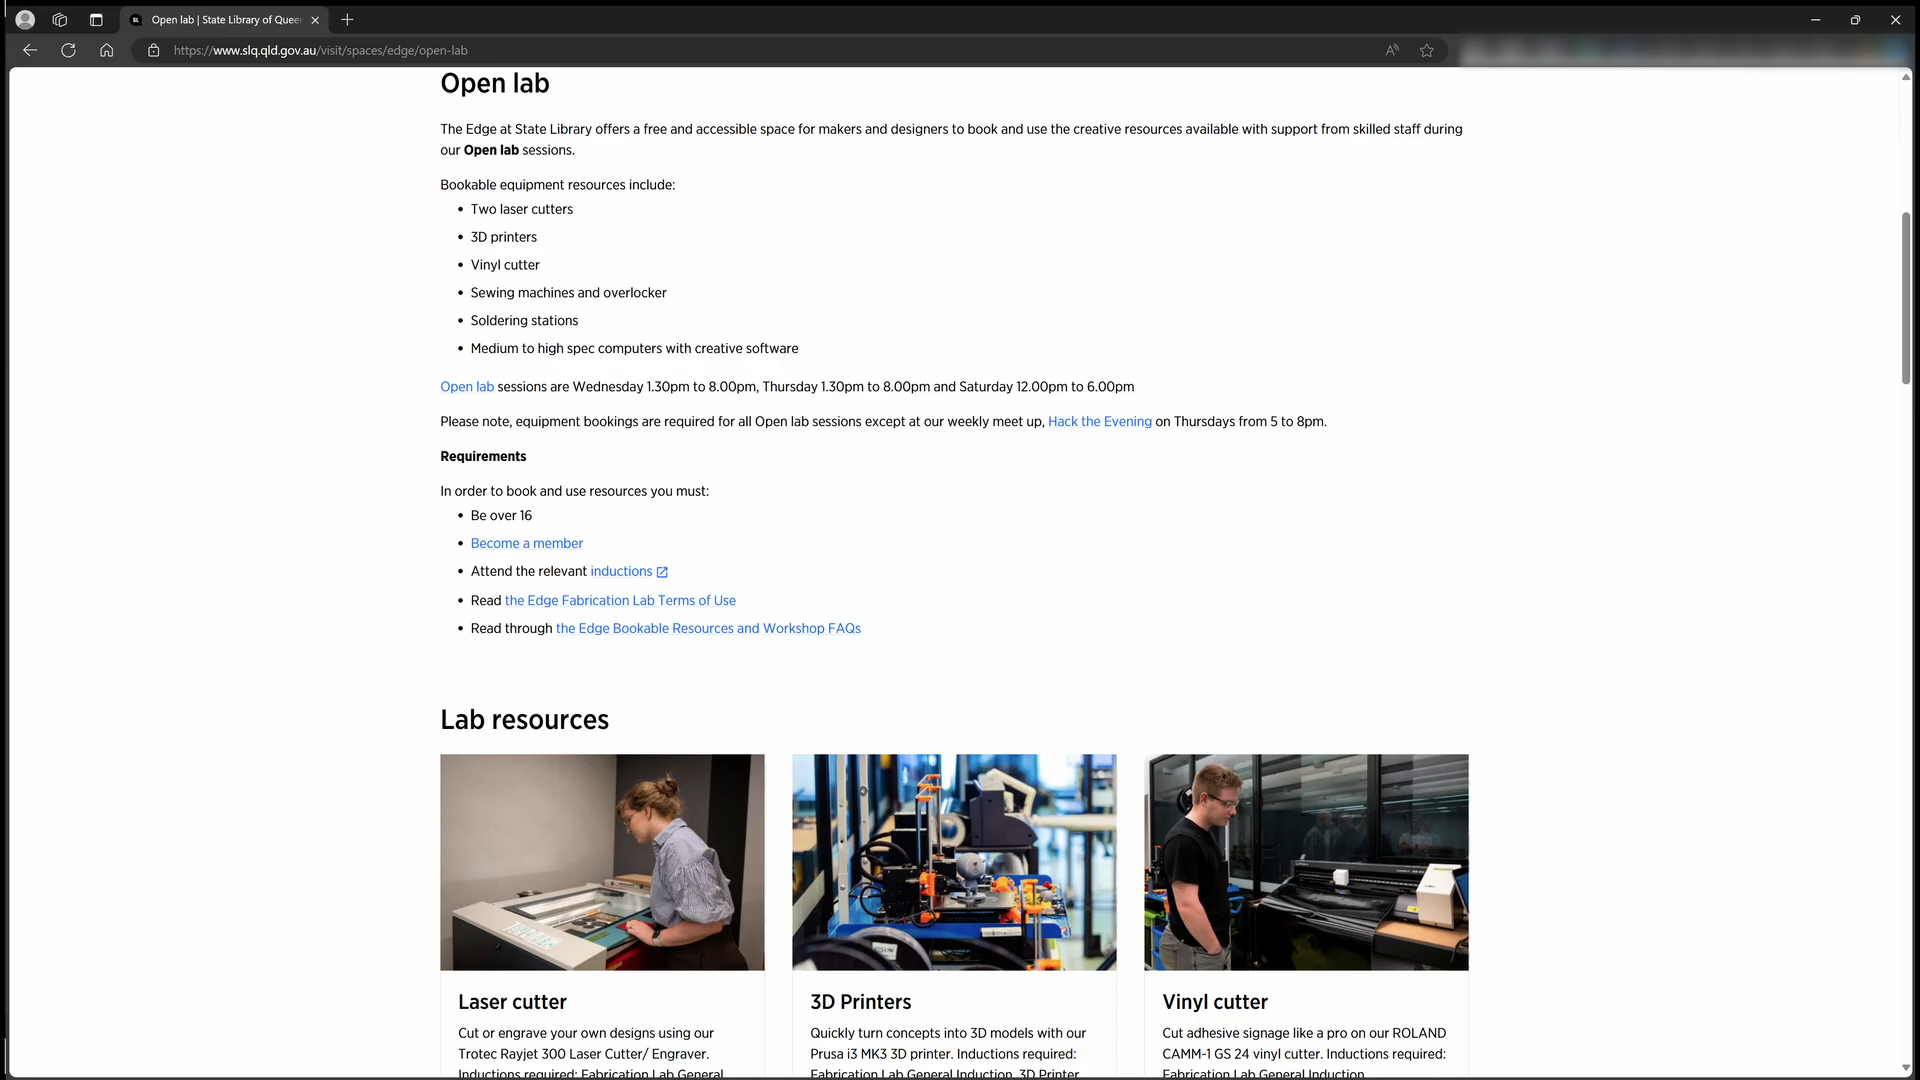 Open lab | State Library of Queen
https://www.slq.qld.gov.au/visit/spaces/edge/open-lab
Open lab
The Edge at State Library offers a free and accessible space for makers and designers to book and use the creative resources available with support from skilled staff during
our Open lab sessions.
Bookable equipment resources include:
• Two laser cutters
• 3D printers
• Vinyl cutter
• Sewing machines and overlocker
• Soldering stations
• Medium to high spec computers with creative software
Open lab sessions are Wednesday 1.30pm to 8.00pm, Thursday 1.30pm to 8.00pm and Saturday 12.00pm to 6.00pm
Please note, equipment bookings are required for all Open lab sessions except at our weekly meet up, Hack the Evening on Thursdays from 5 to 8pm.
Requirements
In order to book and use resources you must:
• Be over 16
• Become a member
• Attend the relevant inductions
• Read the Edge Fabrication Lab Terms of Use
• Read through the Edge Bookable Resources and Workshop FAQs
Lab resources
Laser cutter
Cut or engrave your own designs using our
Trotec Rayjet 300 Laser Cutter/ Engraver.
Inductions required: Fabrication Lab General
3D Printers
Quickly turn concepts into 3D models with our
Prusa i3 MK3 3D printer. Inductions required:
Fabrication Lab General Induction, 3D Printer
Vinyl cutter
Cut adhesive signage like a pro on our ROLAND
CAMM-1 GS 24 vinyl cutter. Inductions required:
Fabrication Lab General Induction